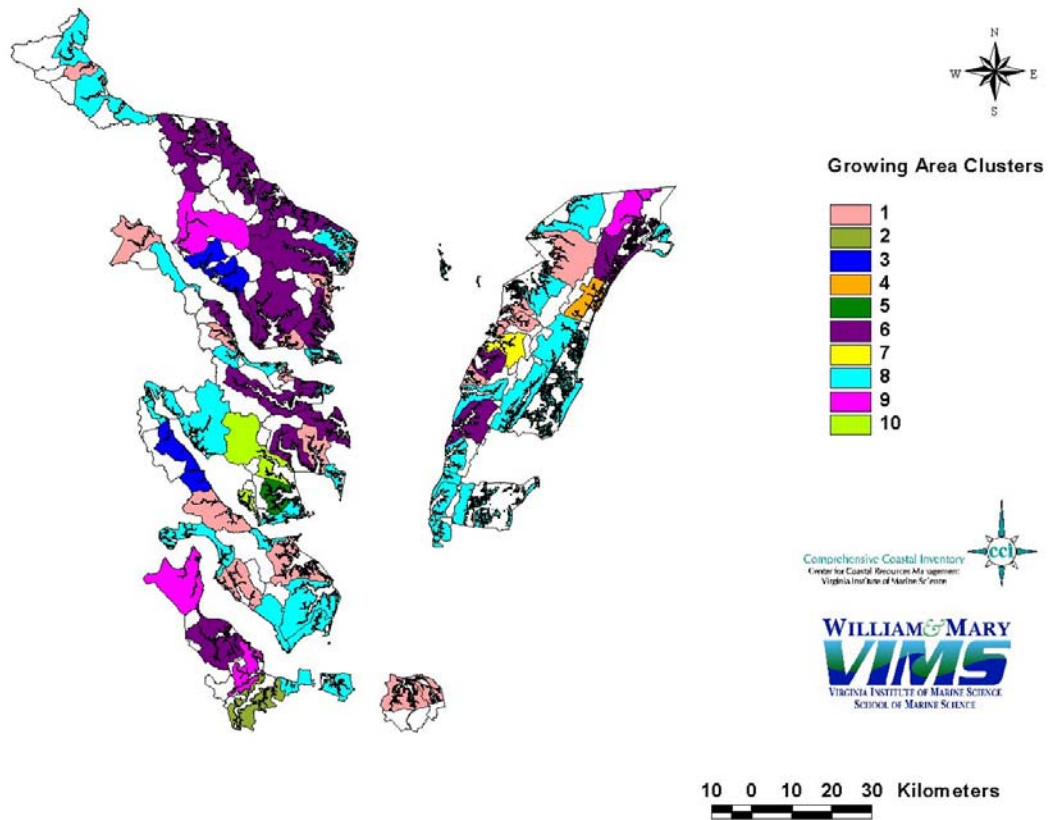 N
W E
S
Growing Area Clusters
1
2
3
4
5
6
7
8
9
10
Comprehensive Coastal Inventory
Center for Coastal Resources Management
Virginia Institute of Marine Science
cci
WILLIAM & MARY
VIMS
VIRGINIA INSTITUTE OF MARINE SCIENCE
SCHOOL OF MARINE SCIENCE
10 0 10 20 30 Kilometers